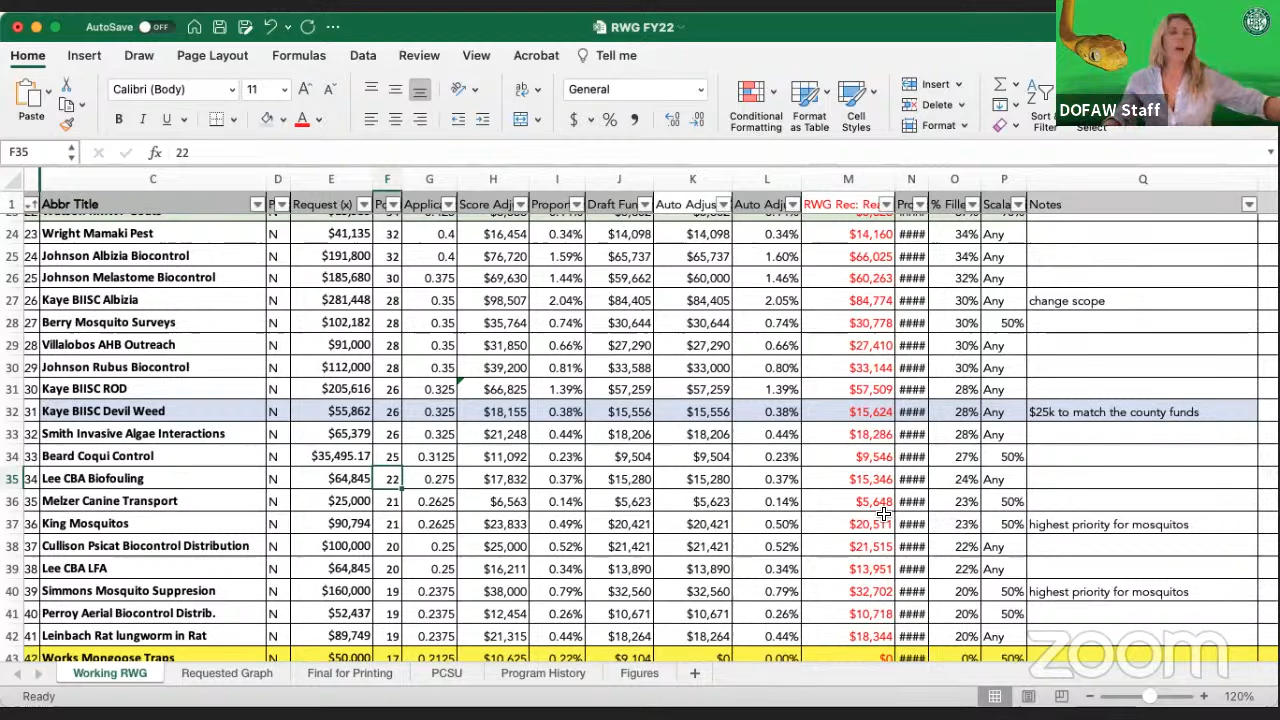 AutoSave OFF RWG FY22
Home Insert Draw Page Layout Formulas Data Review View Acrobat Tell me
Calibri (Body) 11 General Insert
Delete
Paste B I U $ % Conditional Formatting Format as Table Cell Styles Format Sort & Filter Select
DOFAW Staff
F35 fx 22
C D E F G H I J K L M N O P Q
1 Abbr Title Request (x) Applica Score Adj Propor Draft Fun Auto Adjus Auto Adj RWG Rec: Rea Pro % Fille Scala Notes
24 23 Wright Mamaki Pest N $41,135 32 0.4 $16,454 0.34% $14,098 $14,098 0.34% $14,160 #### 34% Any
25 24 Johnson Albizia Biocontrol N $191,800 32 0.4 $76,720 1.59% $65,737 $65,737 1.60% $66,025 #### 34% Any
26 25 Johnson Melastome Biocontrol N $185,680 30 0.375 $69,630 1.44% $59,662 $60,000 1.46% $60,263 #### 32% Any
27 26 Kaye BIISC Albizia N $281,448 28 0.35 $98,507 2.04% $84,405 $84,405 2.05% $84,774 #### 30% Any change scope
28 27 Berry Mosquito Surveys N $102,182 28 0.35 $35,764 0.74% $30,644 $30,644 0.74% $30,778 #### 30% 50%
29 28 Villalobos AHB Outreach N $91,000 28 0.35 $31,850 0.66% $27,290 $27,290 0.66% $27,410 #### 30% Any
30 29 Johnson Rubus Biocontrol N $112,000 28 0.35 $39,200 0.81% $33,588 $33,000 0.80% $33,144 #### 30% Any
31 30 Kaye BIISC ROD N $205,616 26 0.325 $66,825 1.39% $57,259 $57,259 1.39% $57,509 #### 28% Any
32 31 Kaye BIISC Devil Weed N $55,862 26 0.325 $18,155 0.38% $15,556 $15,556 0.38% $15,624 #### 28% Any $25k to match the county funds
33 32 Smith Invasive Algae Interactions N $65,379 26 0.325 $21,248 0.44% $18,206 $18,206 0.44% $18,286 #### 28% Any
34 33 Beard Coqui Control N $35,495.17 25 0.3125 $11,092 0.23% $9,504 $9,504 0.23% $9,546 #### 27% 50%
35 34 Lee CBA Biofouling N $64,845 22 0.275 $17,832 0.37% $15,280 $15,280 0.37% $15,346 #### 24% Any
36 35 Melzer Canine Transport N $25,000 21 0.2625 $6,563 0.14% $5,623 $5,623 0.14% $5,648 #### 23% 50%
37 36 King Mosquitos N $90,794 21 0.2625 $23,833 0.49% $20,421 $20,421 0.50% $20,511 #### 23% 50% highest priority for mosquitos
38 37 Cullison Psicat Biocontrol Distribution N $100,000 20 0.25 $25,000 0.52% $21,421 $21,421 0.52% $21,515 #### 22% Any
39 38 Lee CBA LFA N $64,845 20 0.25 $16,211 0.34% $13,890 $13,890 0.34% $13,951 #### 22% Any
40 39 Simmons Mosquito Suppresion N $160,000 19 0.2375 $38,000 0.79% $32,560 $32,560 0.79% $32,702 #### 20% 50% highest priority for mosquitos
41 40 Perroy Aerial Biocontrol Distrib. N $52,437 19 0.2375 $12,454 0.26% $10,671 $10,671 0.26% $10,718 #### 20% 50%
42 41 Leinbach Rat lungworm in Rat N $89,749 19 0.2375 $21,315 0.44% $18,264 $18,264 0.44% $18,344 #### 20% Any
43 42 Works Mongoose Traps N $50,000 17 0.2125 $10,625 0.22% $9,104 $0 0.00% $0 #### 0% 50%
zoom
Working RWG Requested Graph Final for Printing PCSU Program History Figures +
Ready 120%